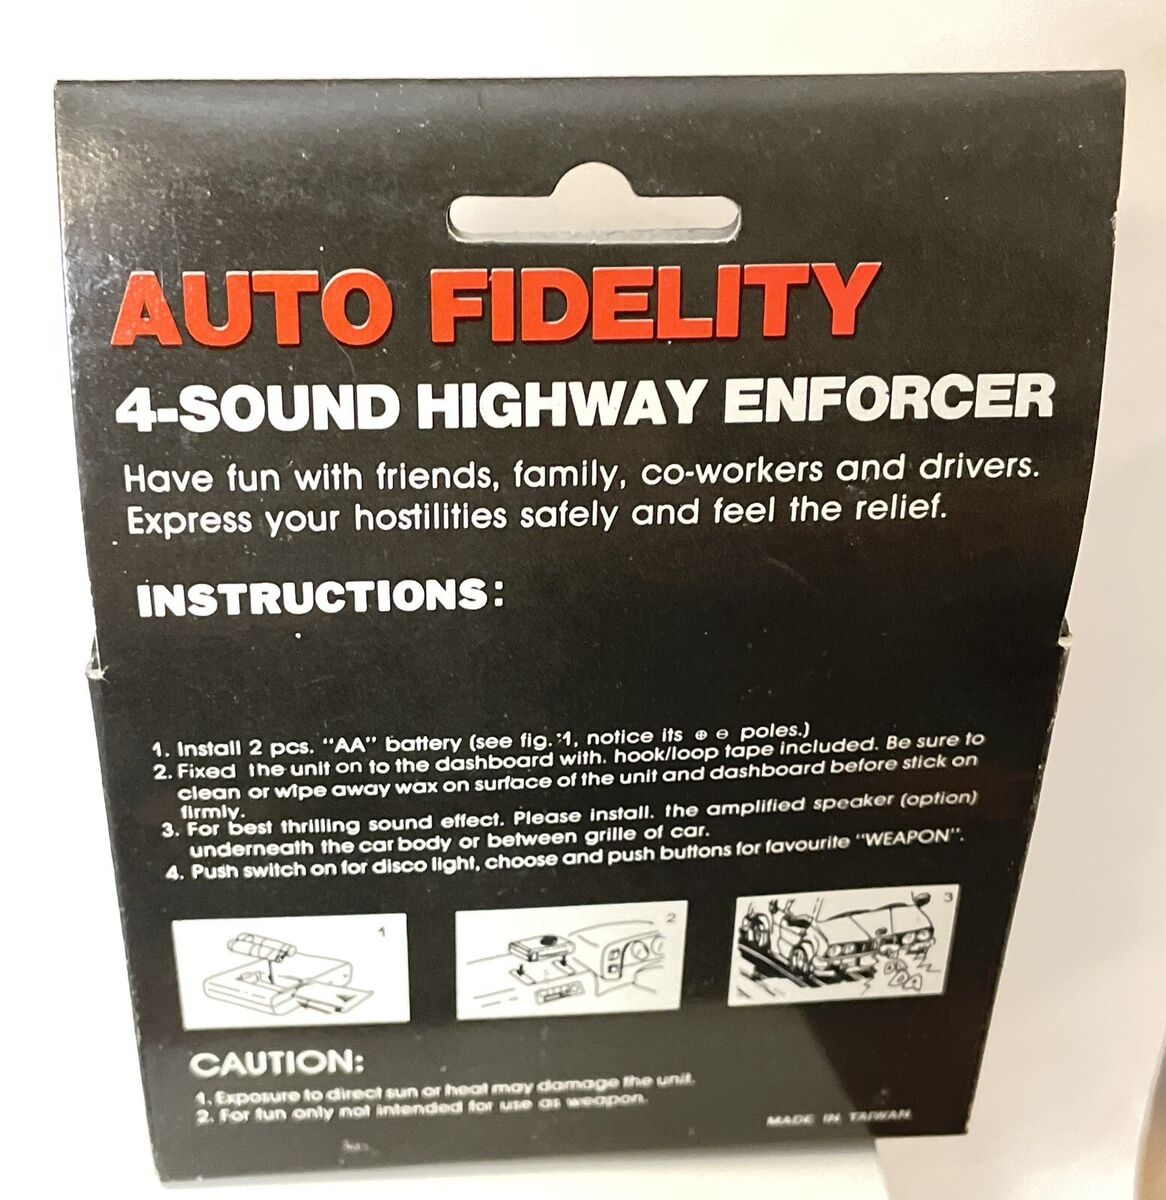 AUTO FIDELITY
4-SOUND HIGHWAY ENFORCER
Have fun with friends, family, co-workers and drivers.
Express your hostilities safely and feel the relief.
INSTRUCTIONS:
1. Install 2 pcs. "AA" battery (see fig. 1, notice its ⊕ ⊖ poles.)
2. Fixed the unit on to the dashboard with. hook/loop tape included. Be sure to
clean or wipe away wax on surface of the unit and dashboard before stick on
firmly.
3. For best thrilling sound effect. Please install. the amplified speaker (option)
underneath the car body or between grille of car.
4. Push switch on for disco light, choose and push buttons for favourite "WEAPON".
1
2
3
CAUTION:
1. Exposure to direct sun or heat may damage the unit.
2. For fun only not intended for use as weapon.
MADE IN TAIWAN